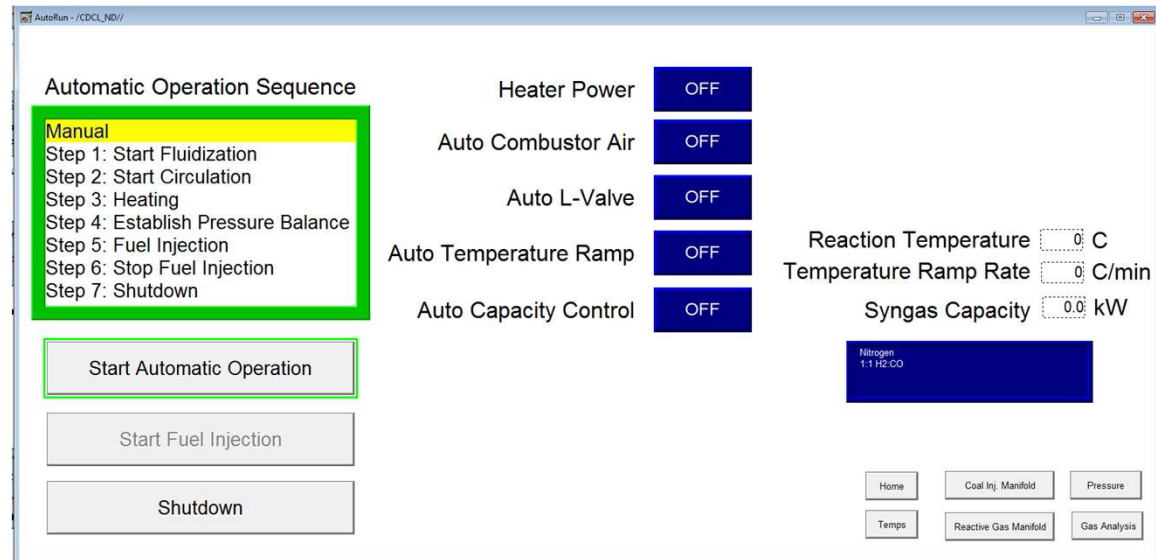 AutoRun - /CDCL_ND//
Automatic Operation Sequence
Manual
Step 1: Start Fluidization
Step 2: Start Circulation
Step 3: Heating
Step 4: Establish Pressure Balance
Step 5: Fuel Injection
Step 6: Stop Fuel Injection
Step 7: Shutdown
Start Automatic Operation
Start Fuel Injection
Shutdown
Heater Power OFF
Auto Combustor Air OFF
Auto L-Valve OFF
Auto Temperature Ramp OFF
Auto Capacity Control OFF
Reaction Temperature 0 C
Temperature Ramp Rate 0 C/min
Syngas Capacity 0.0 kW
Nitrogen
1:1 H2:CO
Home Coal Inj. Manifold Pressure
Temps Reactive Gas Manifold Gas Analysis